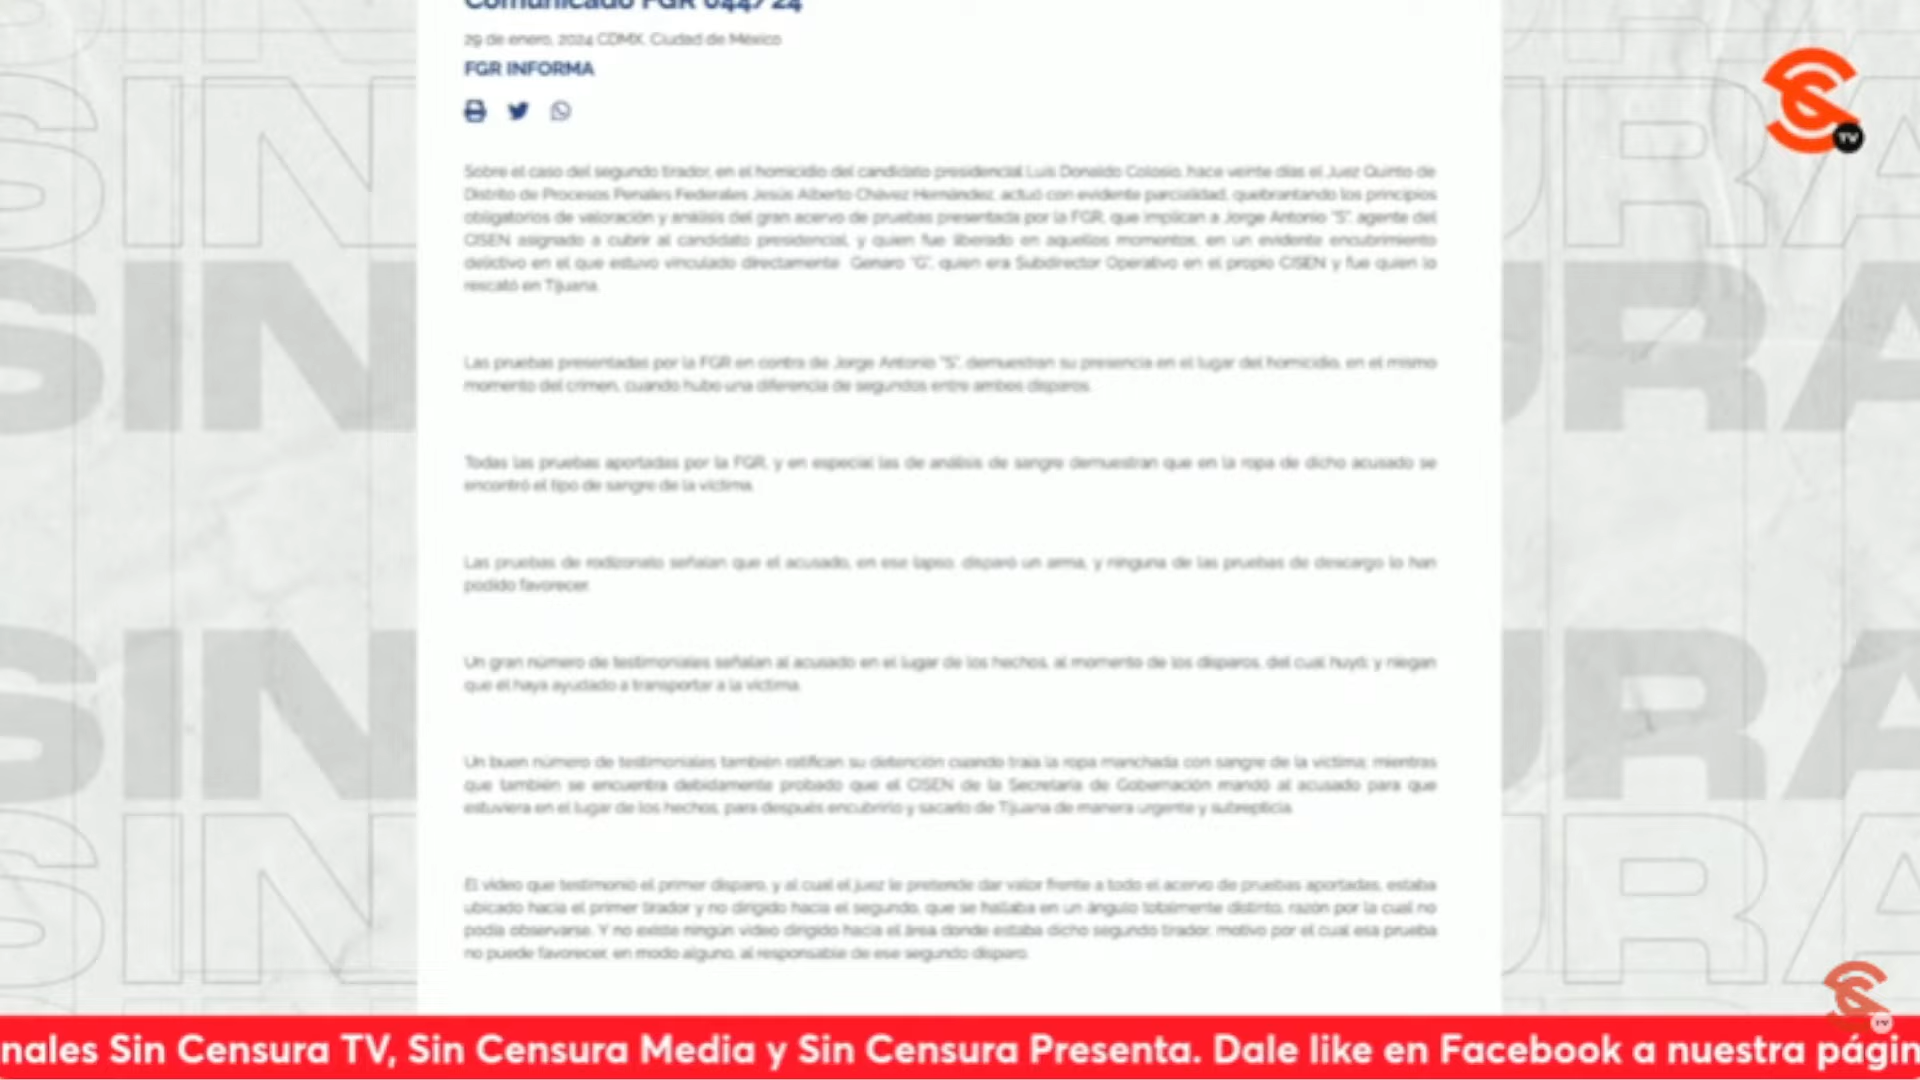 Comunicado FGR 044/24
29 de enero, 2024 CDMX, Ciudad de México
FGR INFORMA
Sobre el caso del segundo tirador, en el homicidio del candidato presidencial Luis Donaldo Colosio, hace veinte días el Juez Quinto de
Distrito de Procesos Penales Federales Jesús Alberto Chávez Hernández, actuó con evidente parcialidad, quebrantando los principios
obligatorios de valoración y análisis del gran acervo de pruebas presentada por la FGR, que implican a Jorge Antonio "S", agente del
CISEN asignado a cubrir al candidato presidencial, y quien fue liberado en aquellos momentos, en un evidente encubrimiento
delictivo en el que estuvo vinculado directamente Genaro "G", quien era Subdirector Operativo en el propio CISEN y fue quien lo
rescató en Tijuana.
Las pruebas presentadas por la FGR en contra de Jorge Antonio "S", demuestran su presencia en el lugar del homicidio, en el mismo
momento del crimen, cuando hubo una diferencia de segundos entre ambos disparos.
Todas las pruebas aportadas por la FGR, y en especial las de análisis de sangre demuestran que en la ropa de dicho acusado se
encontró el tipo de sangre de la víctima.
Las pruebas de rodizonato señalan que el acusado, en ese lapso, disparó un arma, y ninguna de las pruebas de descargo lo han
podido favorecer.
Un gran número de testimoniales señalan al acusado en el lugar de los hechos, al momento de los disparos, del cual huyó; y niegan
que él haya ayudado a transportar a la víctima.
Un buen número de testimoniales también ratifican su detención cuando traía la ropa manchada con sangre de la víctima; mientras
que también se encuentra debidamente probado que el CISEN de la Secretaría de Gobernación mandó al acusado para que
estuviera en el lugar de los hechos, para después encubrirlo y sacarlo de Tijuana de manera urgente y subrepticia.
El video que testimonió el primer disparo, y al cual el juez le pretende dar valor frente a todo el acervo de pruebas aportadas, estaba
ubicado hacia el primer tirador y no dirigido hacia el segundo, que se hallaba en un ángulo totalmente distinto, razón por la cual no
podía observarse. Y no existe ningún video dirigido hacia el área donde estaba dicho segundo tirador, motivo por el cual esa prueba
no puede favorecer, en modo alguno, al responsable de ese segundo disparo.
SIN
URA
SIN
URA
SIN
URA
SIN
URA
TV
TV
nales Sin Censura TV, Sin Censura Media y Sin Censura Presenta. Dale like en Facebook a nuestra págin